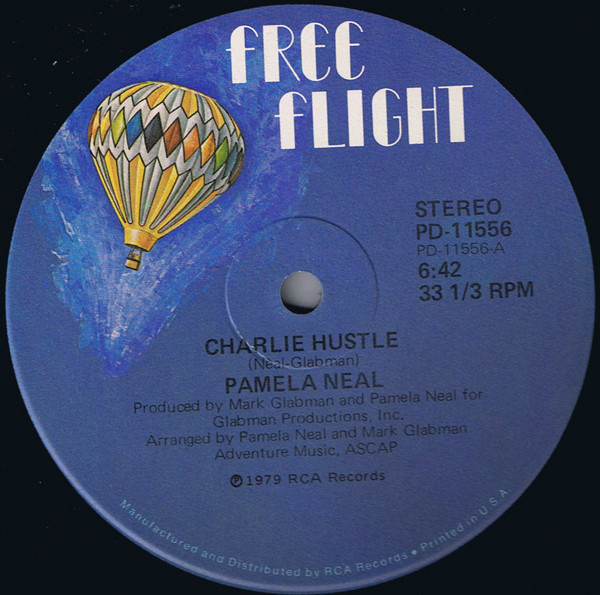 fREE
fLIGHT
STEREO
PD-11556
PD-11556-A
6:42
33 1/3 RPM
CHARLIE HUSTLE
(Neal-Glabman)
PAMELA NEAL
Produced by Mark Glabman and Pamela Neal for
Glabman Productions, Inc.
Arranged by Pamela Neal and Mark Glabman
Adventure Music, ASCAP
℗1979 RCA Records
Manufactured and Distributed by RCA Records • Printed in U.S.A.